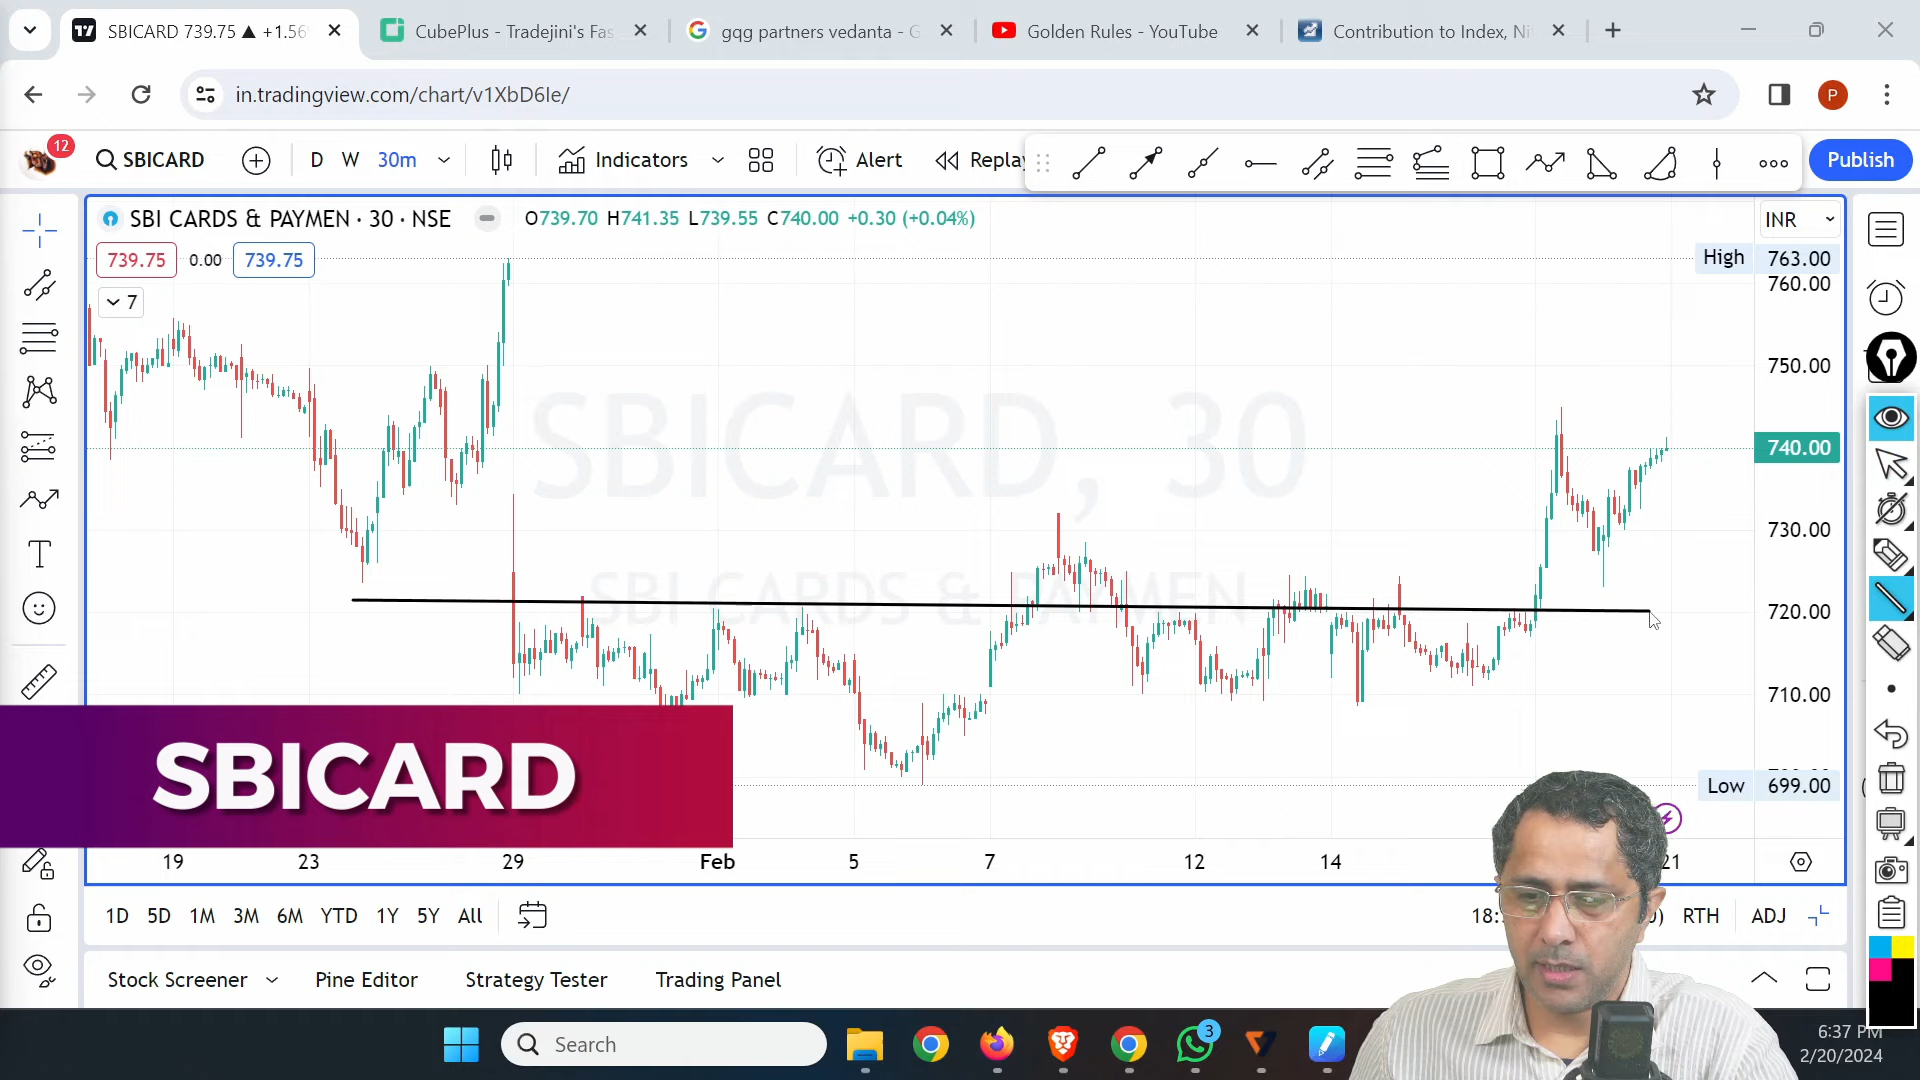 SBICARD 739.75 ▲ +1.56
CubePlus - Tradejini's Fas
gqg partners vedanta - G
Golden Rules - YouTube
Contribution to Index, Ni
in.tradingview.com/chart/v1XbD6Ie/
P
12
SBICARD
D W 30m
Indicators
Alert
Replay
Publish
SBI CARDS & PAYMEN · 30 · NSE
O739.70 H741.35 L739.55 C740.00 +0.30 (+0.04%)
INR
739.75 0.00 739.75
7
High 763.00
760.00
750.00
740.00
730.00
720.00
710.00
Low 699.00
SBICARD, 30
SBI CARDS & PAYMEN
SBICARD
19 23 29 Feb 5 7 12 14 21
1D 5D 1M 3M 6M YTD 1Y 5Y All
RTH ADJ
Stock Screener Pine Editor Strategy Tester Trading Panel
Search
3
6:37 PM
2/20/2024